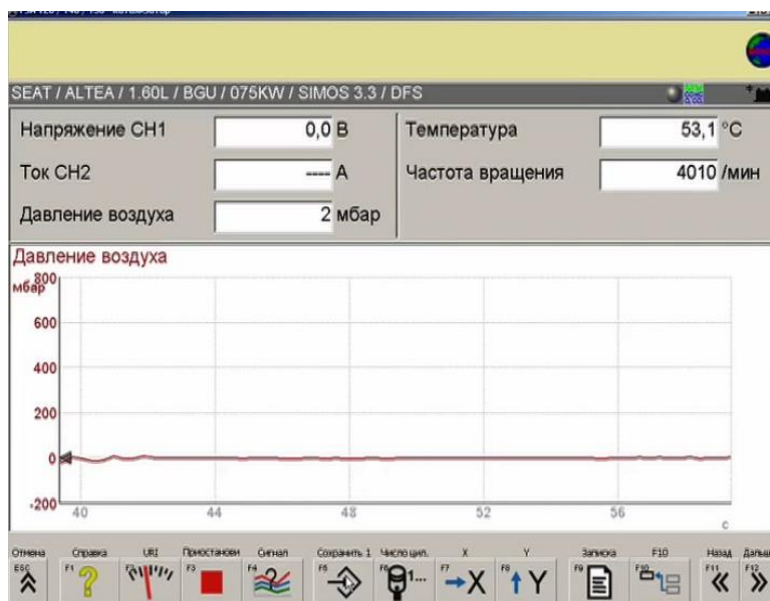 SEAT / ALTEA / 1.60L / BGU / 075KW / SIMOS 3.3 / DFS
Напряжение CH1 0,0 В Температура 53,1 °C
Ток CH2 ---- A Частота вращения 4010 /мин
Давление воздуха 2 мбар
Давление воздуха
мбар
800
600
400
200
0
-200
40 44 48 52 56
с
Отмена Справка URI Приостанови Сигнал Сохранить 1 Число цил. X Y Записка F10 Назад Дальше
ESC F1 ? F2 F3 F4 F5 F6 1... F7 X F8 Y F9 F10 F11 F12